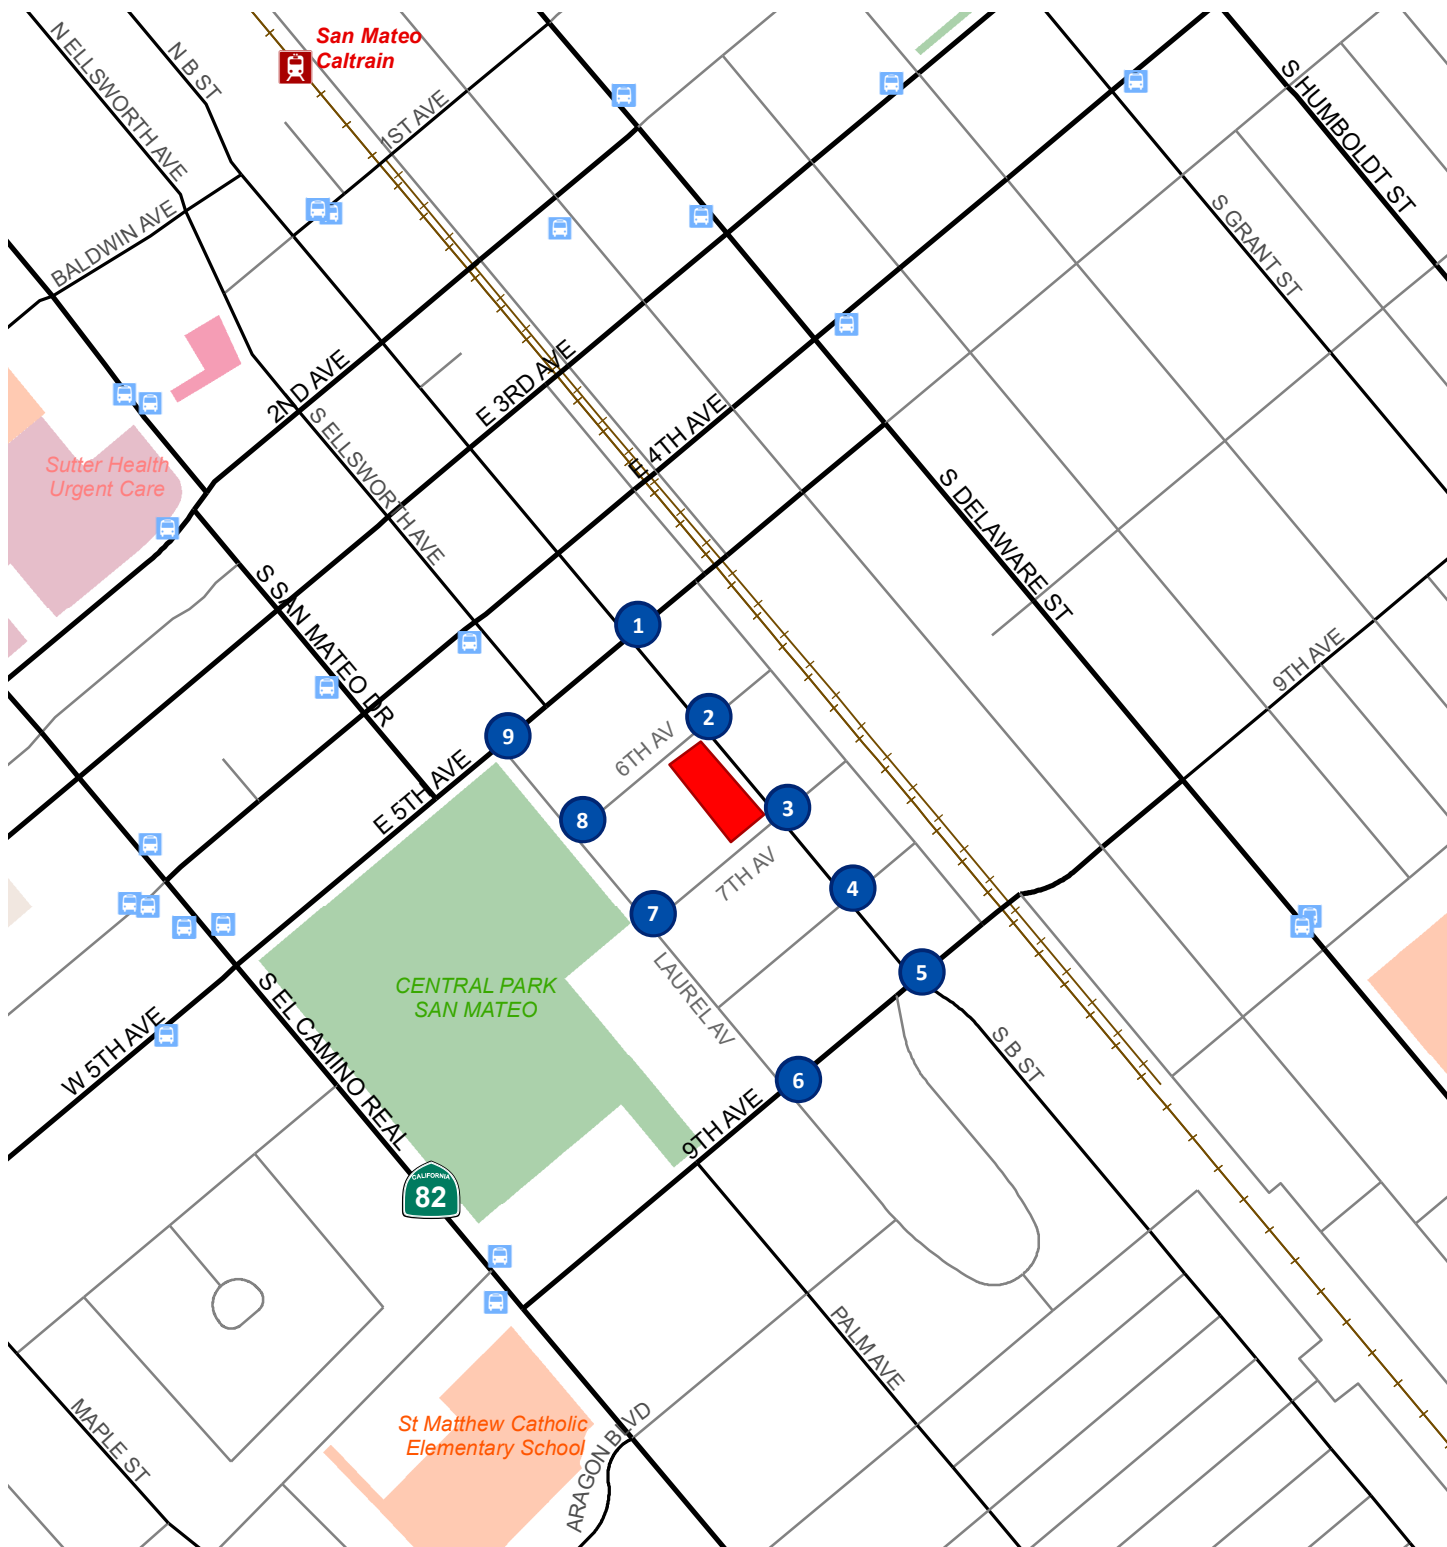 San Mateo
Caltrain
N ELLSWORTH AVE
N B ST
1ST AVE
S HUMBOLDT ST
S GRANT ST
BALDWIN AVE
2ND AVE
E 3RD AVE
E 4TH AVE
S ELLSWORTH AVE
Sutter Health
Urgent Care
S DELAWARE ST
S SAN MATEO DR
1
9TH AVE
2
9
6TH AV
E 5TH AVE
3
8
7TH AV
4
7
5
LAUREL AV
CENTRAL PARK
SAN MATEO
S EL CAMINO REAL
W 5TH AVE
S B ST
6
9TH AVE
CALIFORNIA
82
PALM AVE
MAPLE ST
St Matthew Catholic
Elementary School
ARAGON BLVD